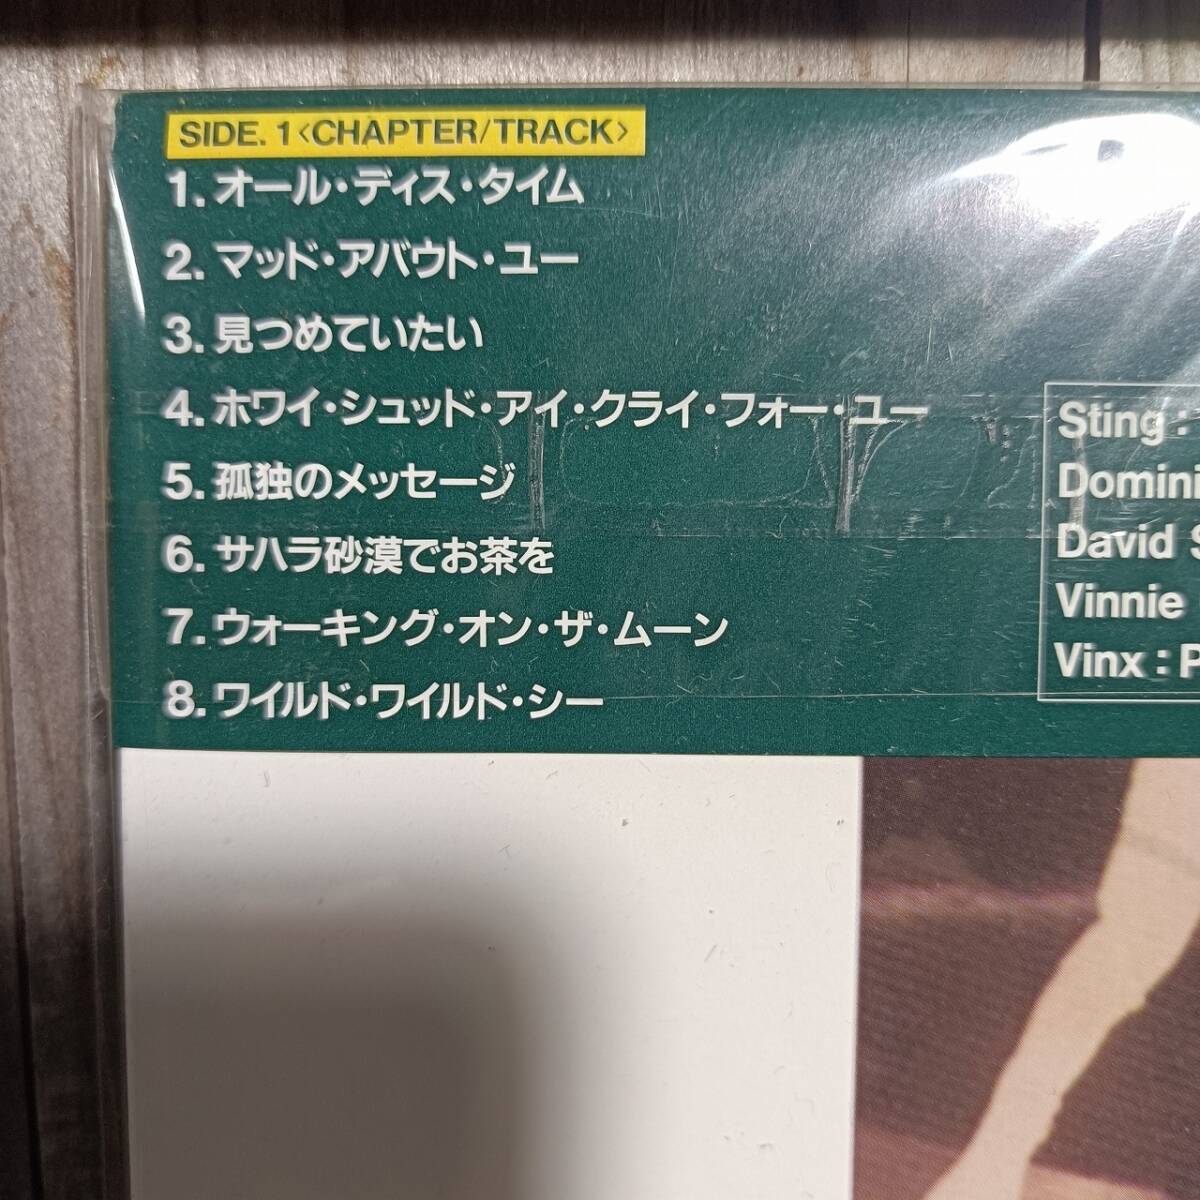 SIDE. 1<CHAPTER/TRACK>
1. オール・ディス・タイム
2. マッド・アバウト・ユー
3. 見つめていたい
4. ホワイ・シュッド・アイ・クライ・フォー・ユー
5. 孤独のメッセージ
6. サハラ砂漠でお茶を
7. ウォーキング・オン・ザ・ムーン
8. ワイルド・ワイルド・シー
Sting :
Domini
David S
Vinnie
Vinx : P